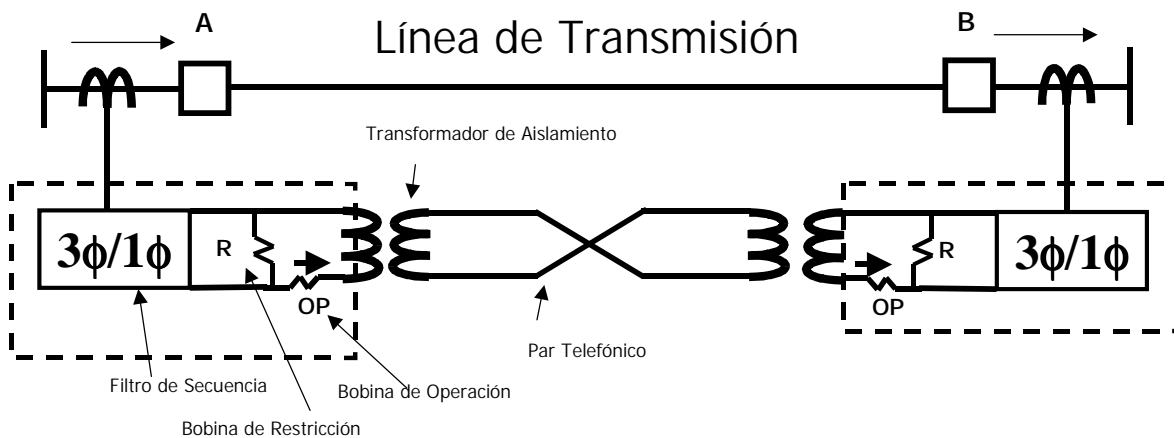 A
Línea de Transmisión
B
Transformador de Aislamiento
3ϕ/1ϕ
R
OP
R
OP
3ϕ/1ϕ
Par Telefónico
Filtro de Secuencia
Bobina de Operación
Bobina de Restricción